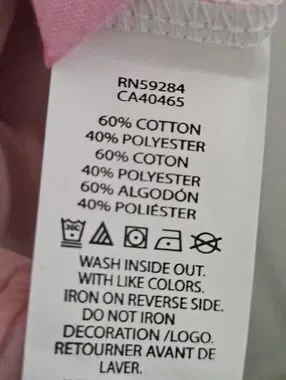 RN59284
CA40465
60% COTTON
40% POLYESTER
60% COTON
40% POLYESTER
60% ALGODÓN
40% POLIÉSTER
30C
WASH INSIDE OUT.
WITH LIKE COLORS.
IRON ON REVERSE SIDE.
DO NOT IRON
DECORATION /LOGO.
RETOURNER AVANT DE
LAVER.